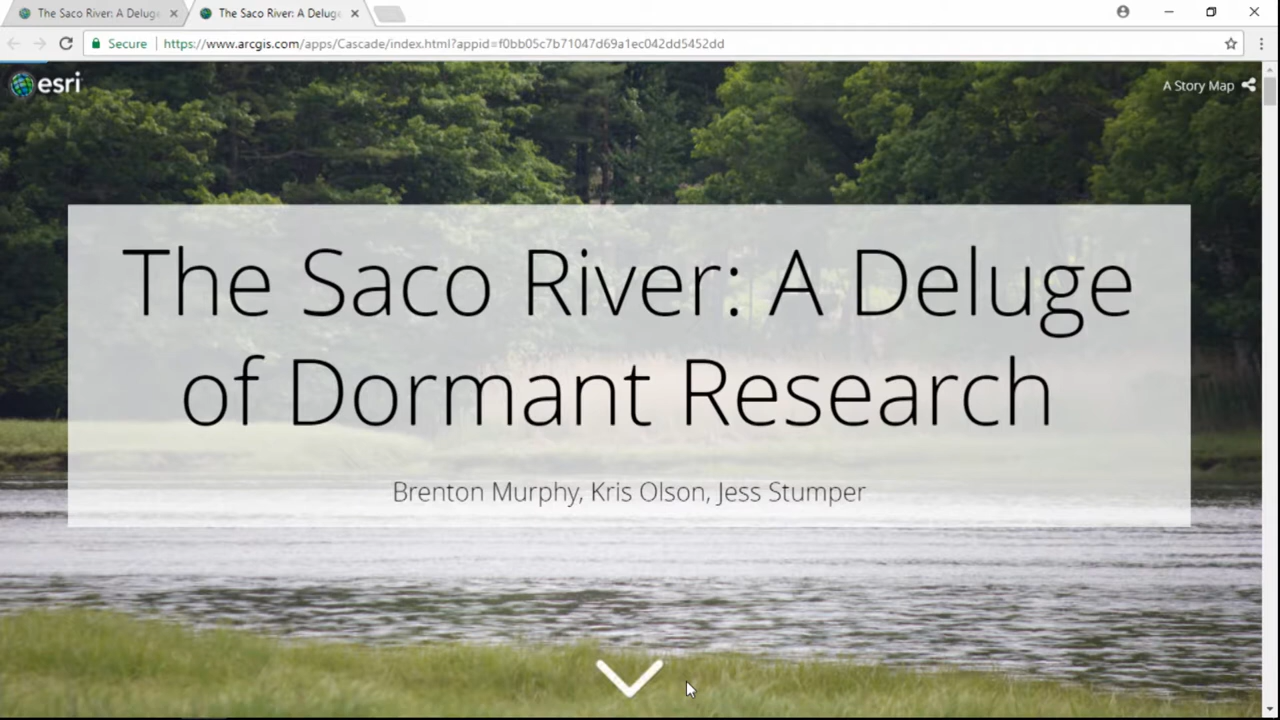 The Saco River: A Deluge
The Saco River: A Deluge
Secure
https://www.arcgis.com/apps/Cascade/index.html?appid=f0bb05c7b71047d69a1ec042dd5452dd
esri
A Story Map
The Saco River: A Deluge
of Dormant Research
Brenton Murphy, Kris Olson, Jess Stumper